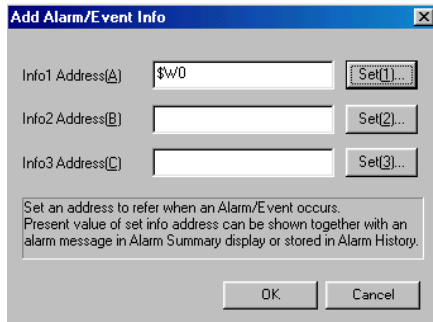 Add Alarm/Event Info
Info1 Address(A) $W0 Set(1)...
Info2 Address(B) Set(2)...
Info3 Address(C) Set(3)...
Set an address to refer when an Alarm/Event occurs.
Present value of set info address can be shown together with an
alarm message in Alarm Summary display or stored in Alarm History.
OK Cancel